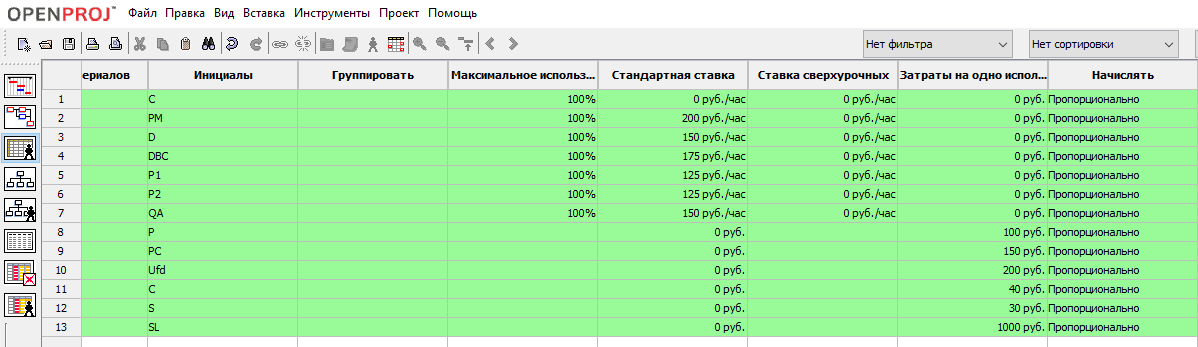 OPENPROJ™ Файл Правка Вид Вставка Инструменты Проект Помощь
Нет фильтра Нет сортировки
ериалов Инициалы Группировать Максимальное использ... Стандартная ставка Ставка сверхурочных Затраты на одно испол... Начислять
1 C 100% 0 руб./час 0 руб./час 0 руб. Пропорционально
2 PM 100% 200 руб./час 0 руб./час 0 руб. Пропорционально
3 D 100% 150 руб./час 0 руб./час 0 руб. Пропорционально
4 DBC 100% 175 руб./час 0 руб./час 0 руб. Пропорционально
5 P1 100% 125 руб./час 0 руб./час 0 руб. Пропорционально
6 P2 100% 125 руб./час 0 руб./час 0 руб. Пропорционально
7 QA 100% 150 руб./час 0 руб./час 0 руб. Пропорционально
8 P 0 руб. 100 руб. Пропорционально
9 PC 0 руб. 150 руб. Пропорционально
10 Ufd 0 руб. 200 руб. Пропорционально
11 C 0 руб. 40 руб. Пропорционально
12 S 0 руб. 30 руб. Пропорционально
13 SL 0 руб. 1000 руб. Пропорционально